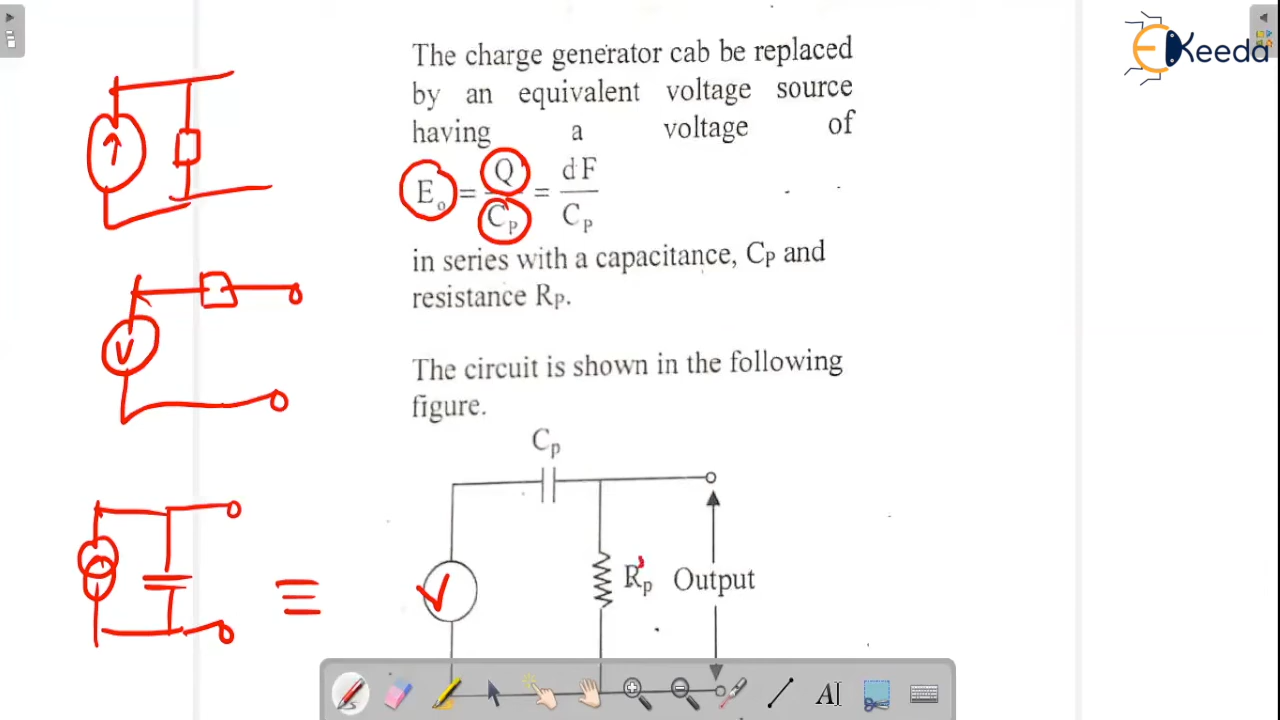 Keeda
The charge generator cab be replaced
by an equivalent voltage source
having a voltage of
E₀ = Q/Cₚ = dF/Cₚ
in series with a capacitance, Cₚ and
resistance Rₚ.
The circuit is shown in the following
figure.
Cₚ
V
Rₚ Output
A